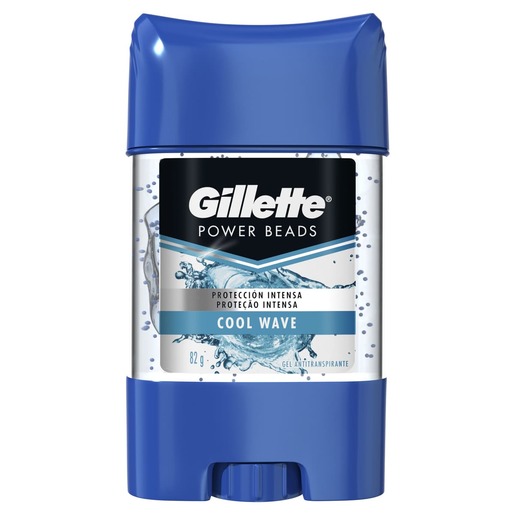 Gillette®
POWER BEADS
PROTECCIÓN INTENSA
PROTEÇÃO INTENSA
COOL WAVE
82 g
GEL ANTITRANSPIRANTE